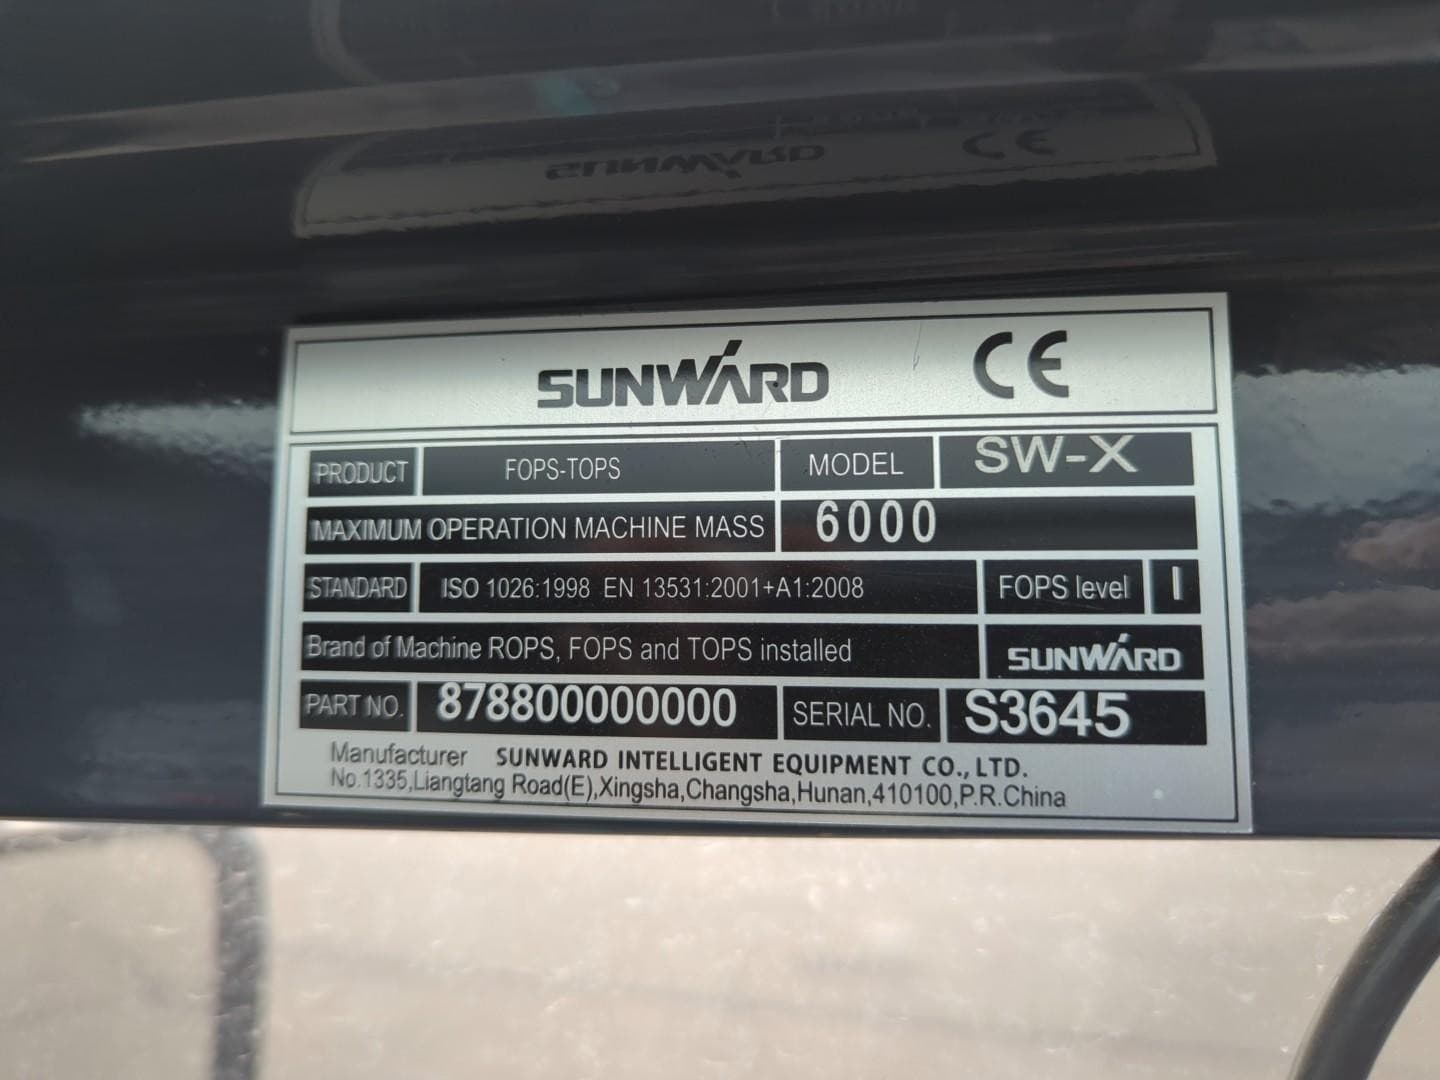 SUNWARD CE
PRODUCT FOPS-TOPS MODEL SW-X
MAXIMUM OPERATION MACHINE MASS 6000
STANDARD ISO 1026:1998 EN 13531:2001+A1:2008 FOPS level I
Brand of Machine ROPS, FOPS and TOPS installed SUNWARD
PART NO. 878800000000 SERIAL NO. S3645
Manufacturer SUNWARD INTELLIGENT EQUIPMENT CO., LTD.
No.1335,Liangtang Road(E),Xingsha,Changsha,Hunan,410100,P.R.China